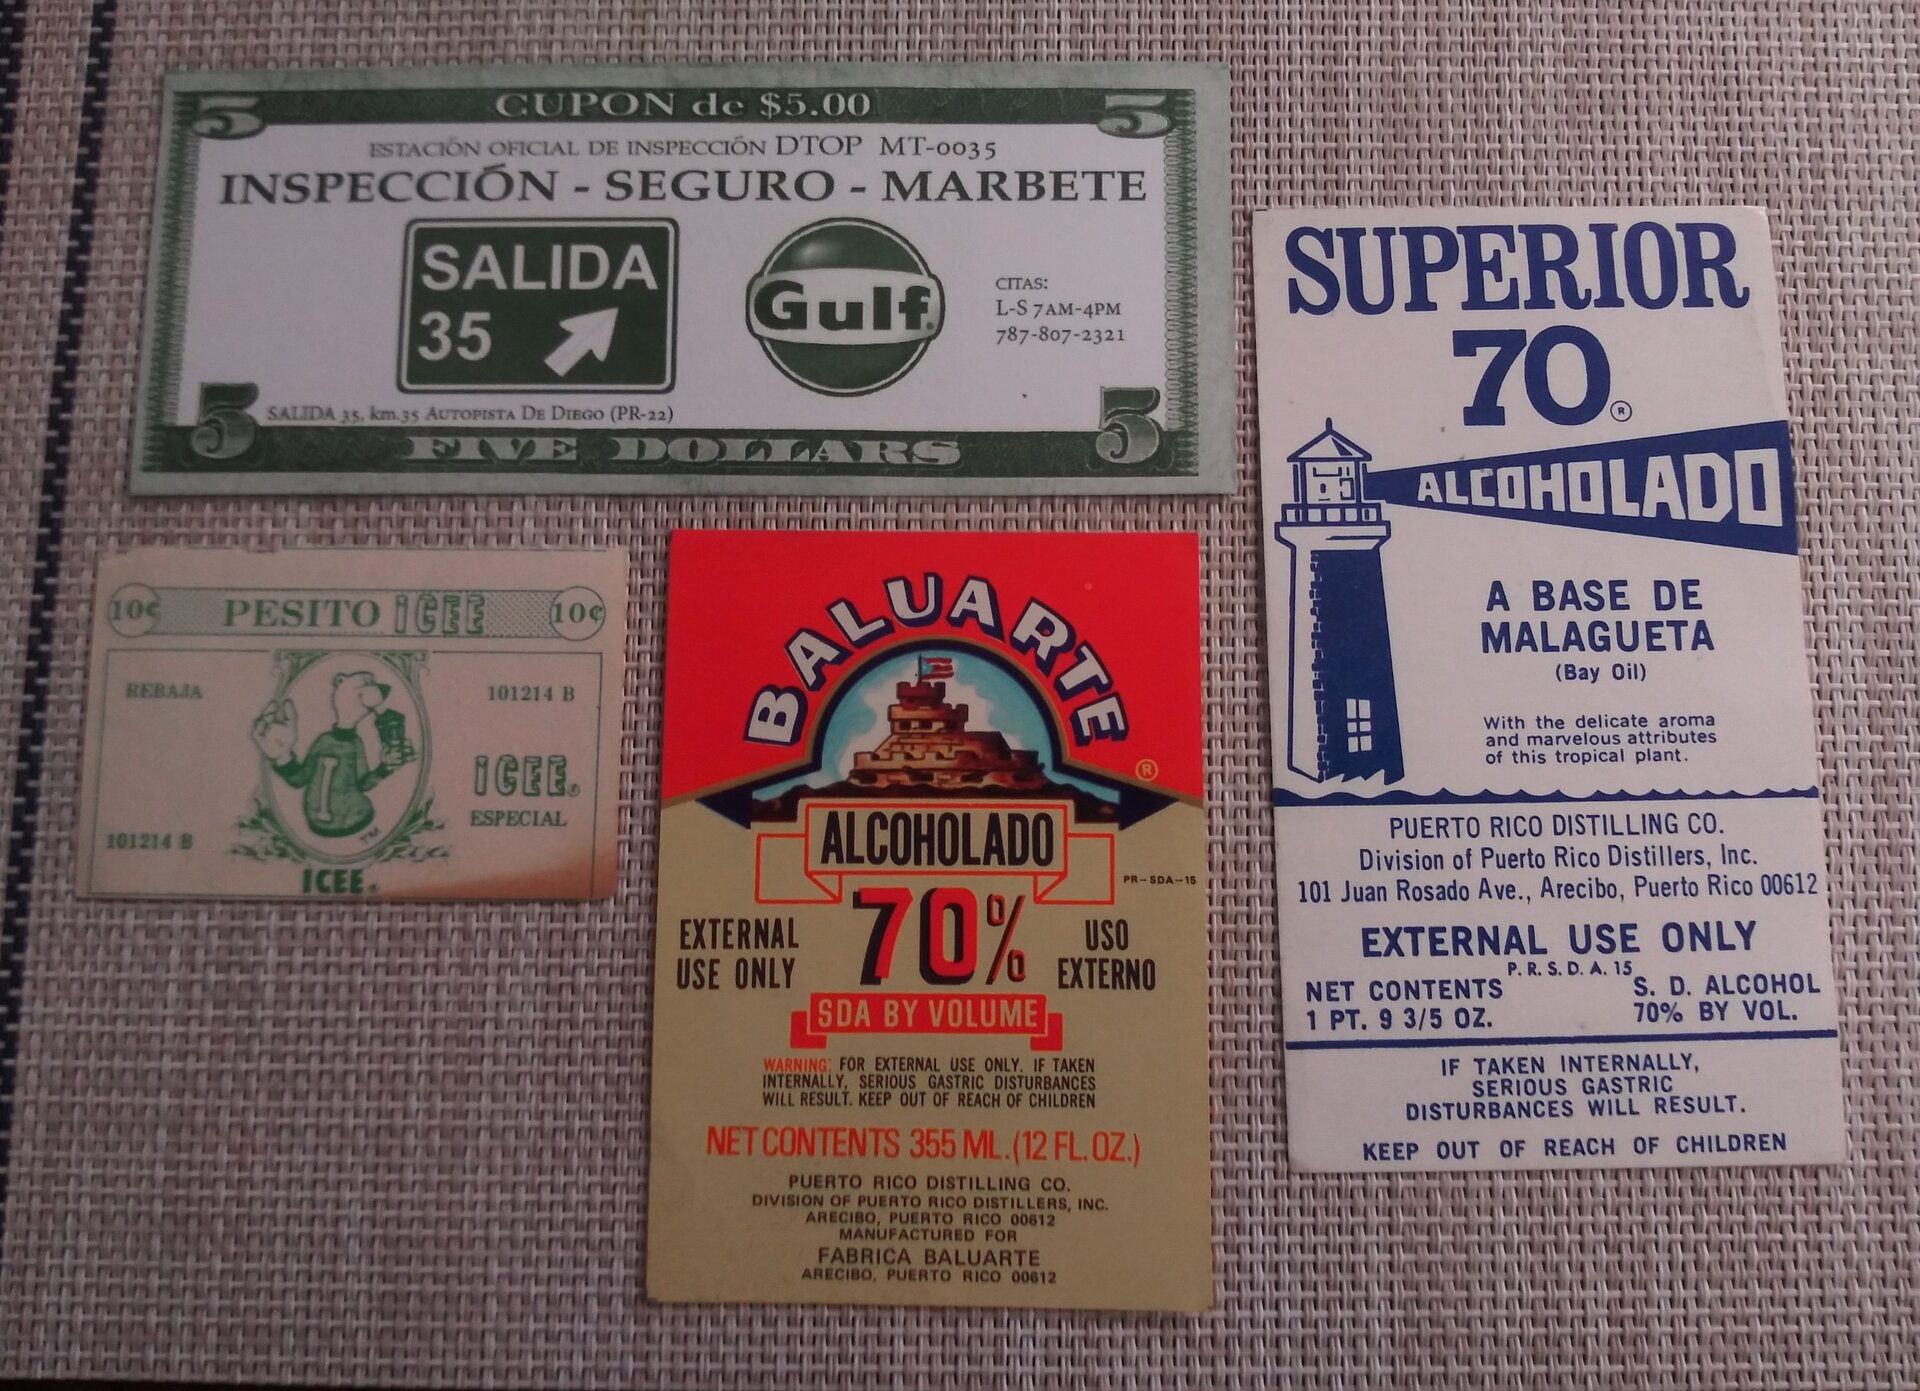 5 CUPON de $5.00 5
ESTACIÓN OFICIAL DE INSPECCIÓN DTOP MT-0035
INSPECCIÓN - SEGURO - MARBETE
SALIDA
35
Gulf
CITAS:
L-S 7AM-4PM
787-807-2321
SALIDA 35, km.35 AUTOPISTA DE DIEGO (PR-22)
5 FIVE DOLLARS 5
10¢ PESITO ICEE 10¢
REBAJA
101214 B
ICEE®
ESPECIAL
101214 B
I
TM
ICEE®
BALUARTE®
ALCOHOLADO
PR-SDA-15
70%
EXTERNAL
USE ONLY
USO
EXTERNO
SDA BY VOLUME
WARNING: FOR EXTERNAL USE ONLY. IF TAKEN
INTERNALLY, SERIOUS GASTRIC DISTURBANCES
WILL RESULT. KEEP OUT OF REACH OF CHILDREN
NET CONTENTS 355 ML. (12 FL. OZ.)
PUERTO RICO DISTILLING CO.
DIVISION OF PUERTO RICO DISTILLERS, INC.
ARECIBO, PUERTO RICO 00612
MANUFACTURED FOR
FABRICA BALUARTE
ARECIBO, PUERTO RICO 00612
SUPERIOR
70®
ALCOHOLADO
A BASE DE
MALAGUETA
(Bay Oil)
With the delicate aroma
and marvelous attributes
of this tropical plant.
PUERTO RICO DISTILLING CO.
Division of Puerto Rico Distillers, Inc.
101 Juan Rosado Ave., Arecibo, Puerto Rico 00612
EXTERNAL USE ONLY
P.R.S.D.A. 15
NET CONTENTS
1 PT. 9 3/5 OZ.
S. D. ALCOHOL
70% BY VOL.
IF TAKEN INTERNALLY,
SERIOUS GASTRIC
DISTURBANCES WILL RESULT.
KEEP OUT OF REACH OF CHILDREN